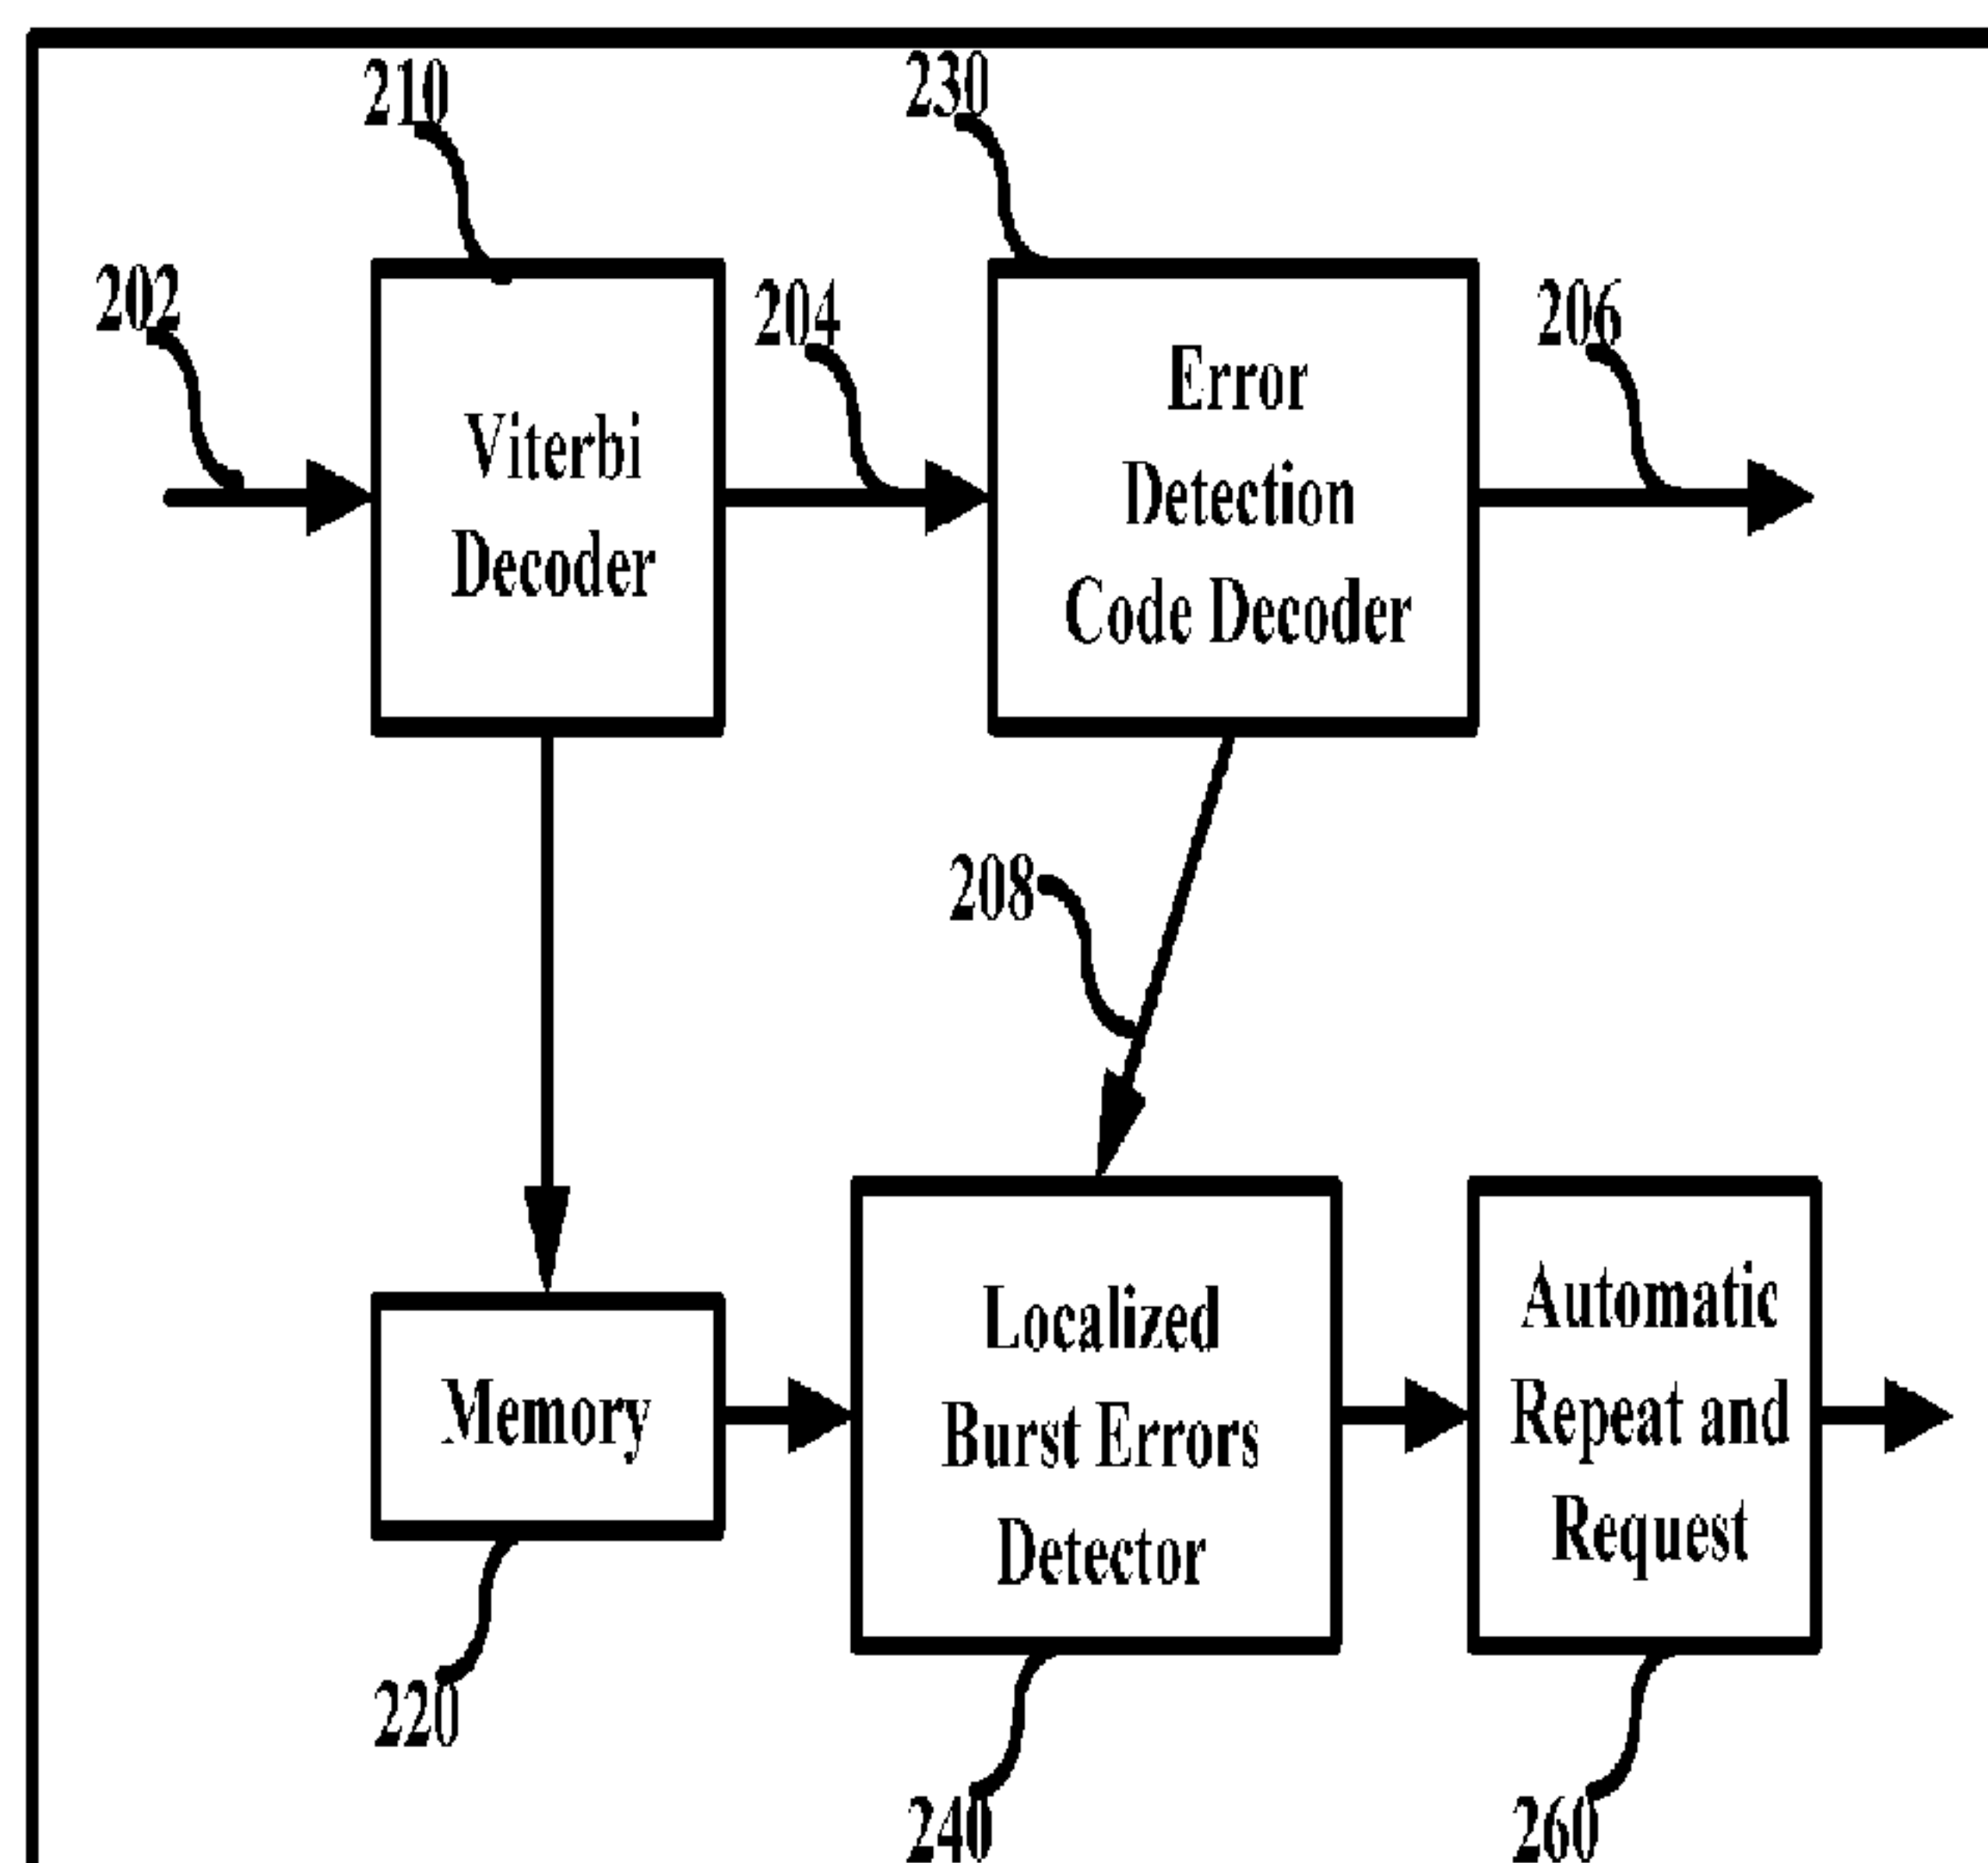 210
230
202
204
206
Viterbi
Decoder
Error
Detection
Code Decoder
208
Memory
Localized
Burst Errors
Detector
Automatic
Repeat and
Request
220
240
260